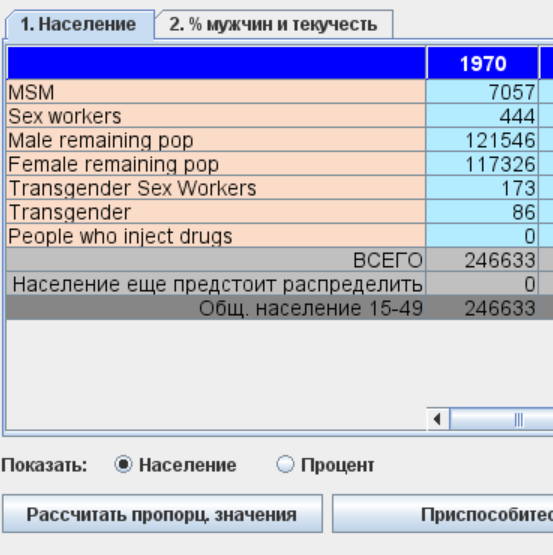 1. Население 2. % мужчин и текучесть
1970
MSM 7057
Sex workers 444
Male remaining pop 121546
Female remaining pop 117326
Transgender Sex Workers 173
Transgender 86
People who inject drugs 0
ВСЕГО 246633
Население еще предстоит распределить 0
Общ. население 15-49 246633
Показать: Население Процент
Рассчитать пропорц. значения Приспособитес